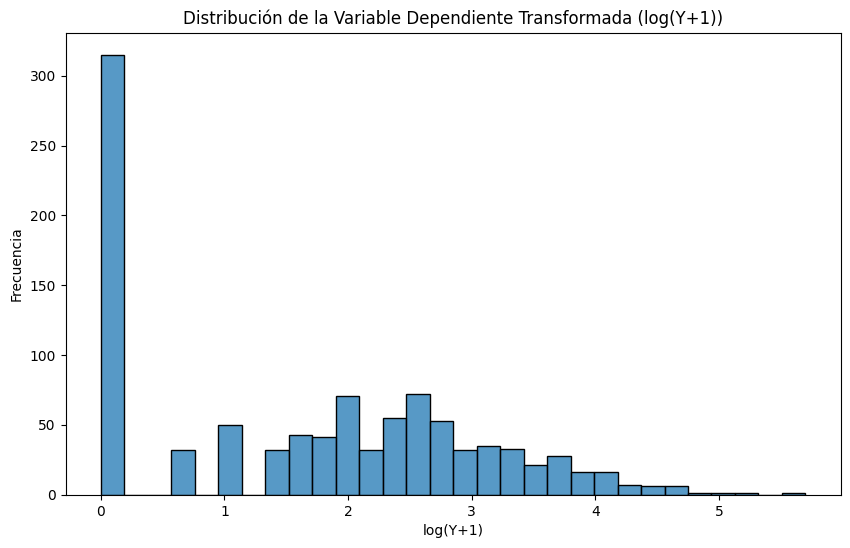 Distribución de la Variable Dependiente Transformada (log(Y+1))
Frecuencia
300
250
200
150
100
50
0
0 1 2 3 4 5
log(Y+1)